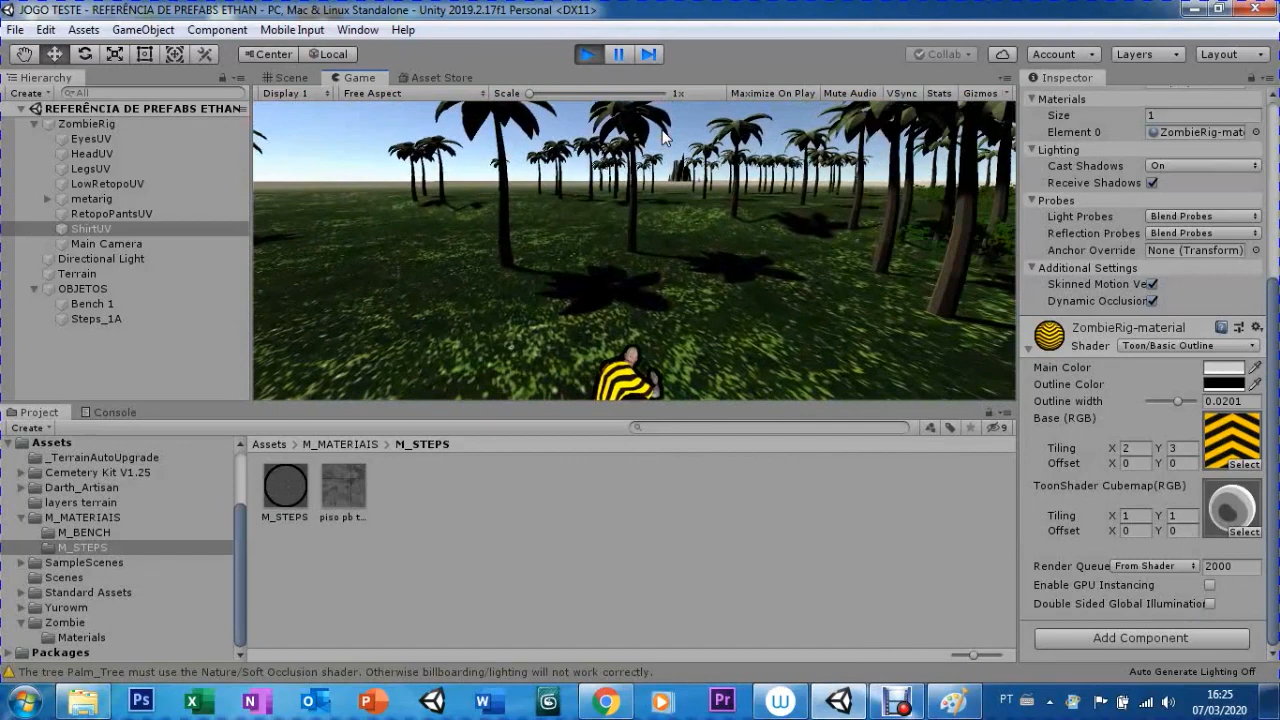 JOGO TESTE - REFERÊNCIA DE PREFABS ETHAN - PC, Mac & Linux Standalone - Unity 2019.2.17f1 Personal <DX11>
File Edit Assets GameObject Component Mobile Input Window Help
Center Local Collab Account Layers Layout
Hierarchy Scene Game Asset Store Inspector
Create All Display 1 Free Aspect Scale 1x Maximize On Play Mute Audio VSync Stats Gizmos
REFERÊNCIA DE PREFABS ETHAN
ZombieRig
EyesUV
HeadUV
LegsUV
LowRetopoUV
metarig
RetopoPantsUV
ShirtUV
Main Camera
Directional Light
Terrain
OBJETOS
Bench 1
Steps_1A
Materials
Size 1
Element 0 ZombieRig-mat
Lighting
Cast Shadows On
Receive Shadows
Probes
Light Probes Blend Probes
Reflection Probes Blend Probes
Anchor Override None (Transform)
Additional Settings
Skinned Motion Ve
Dynamic Occlusion
ZombieRig-material
Shader Toon/Basic Outline
Main Color
Outline Color
Outline width 0.0201
Base (RGB)
Tiling X 2 Y 3
Offset X 0 Y 0
Select
ToonShader Cubemap(RGB)
Tiling X 1 Y 1
Offset X 0 Y 0
Select
Render Queue From Shader 2000
Enable GPU Instancing
Double Sided Global Illumination
Add Component
Project Console
Create 9
Assets
_TerrainAutoUpgrade
Cemetery Kit V1.25
Darth_Artisan
layers terrain
M_MATERIAIS
M_BENCH
M_STEPS
SampleScenes
Scenes
Standard Assets
Yurowm
Zombie
Materials
Packages
Assets M_MATERIAIS M_STEPS
M_STEPS piso pb t...
The tree Palm_Tree must use the Nature/Soft Occlusion shader. Otherwise billboarding/lighting will not work correctly.
Auto Generate Lighting Off
Ps X N O P W W Pr PT 16:25
07/03/2020